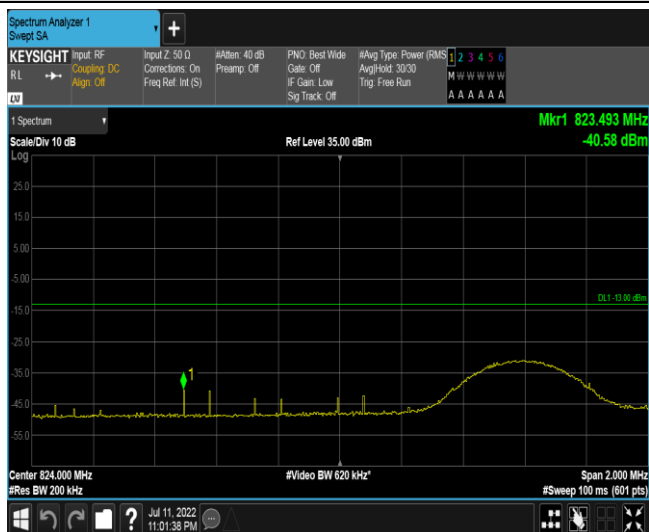 Spectrum Analyzer 1
Swept SA
+
KEYSIGHT
RL
Input: RF
Coupling: DC
Align: Off
Input Z: 50 Ω
Corrections: On
Freq Ref: Int (S)
#Atten: 40 dB
Preamp: Off
PNO: Best Wide
Gate: Off
IF Gain: Low
Sig Track: Off
#Avg Type: Power (RMS
Avg|Hold: 30/30
Trig: Free Run
1 2 3 4 5 6
M W W W W W
A A A A A A
LXI
1 Spectrum
Mkr1 823.493 MHz
Scale/Div 10 dB
Ref Level 35.00 dBm
-40.58 dBm
Log
25.0
15.0
5.00
-5.00
DL1 -13.00 dBm
-15.0
-25.0
-35.0
1
-45.0
-55.0
Center 824.000 MHz
#Video BW 620 kHz*
Span 2.000 MHz
#Res BW 200 kHz
#Sweep 100 ms (601 pts)
?
Jul 11, 2022
11:01:38 PM